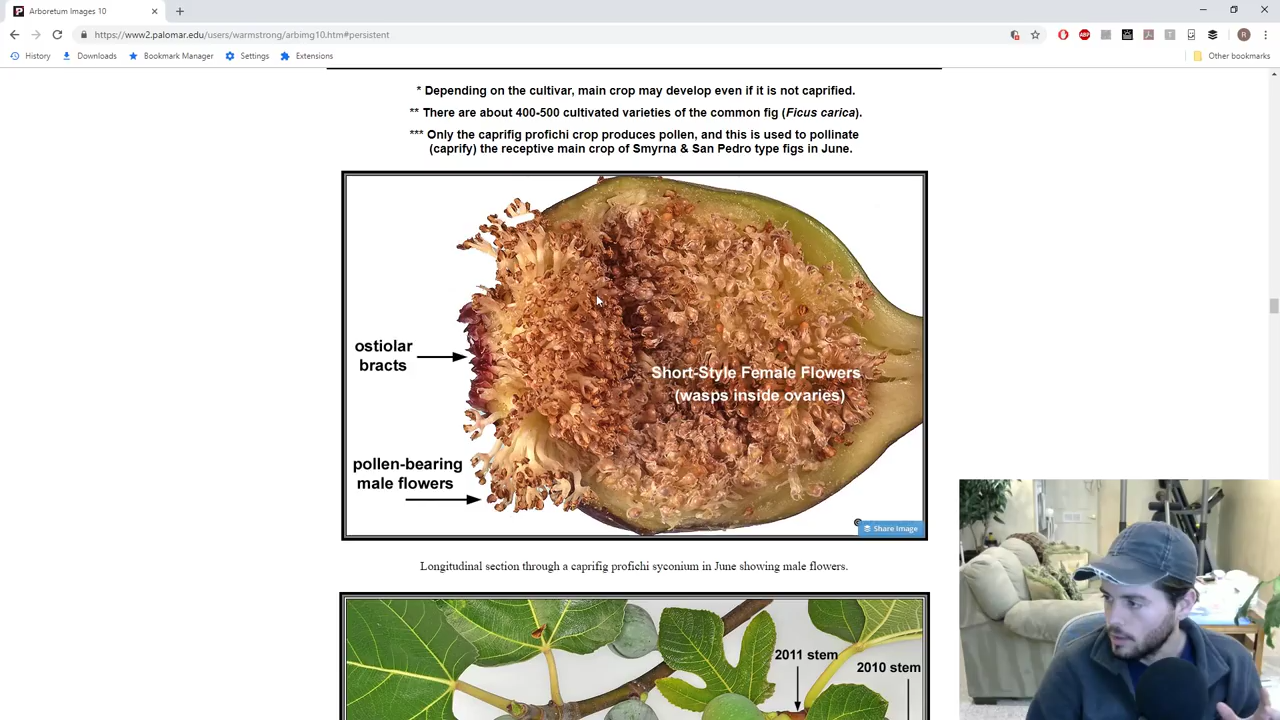 Arboretum Images 10
https://www2.palomar.edu/users/warmstrong/arbimg10.htm#persistent
History Downloads Bookmark Manager Settings Extensions Other bookmarks
* Depending on the cultivar, main crop may develop even if it is not caprified.
** There are about 400-500 cultivated varieties of the common fig (Ficus carica).
*** Only the caprifig profichi crop produces pollen, and this is used to pollinate
(caprify) the receptive main crop of Smyrna & San Pedro type figs in June.
ostiolar
bracts
Short-Style Female Flowers
(wasps inside ovaries)
pollen-bearing
male flowers
Share Image
Longitudinal section through a caprifig profichi syconium in June showing male flowers.
2011 stem
2010 stem